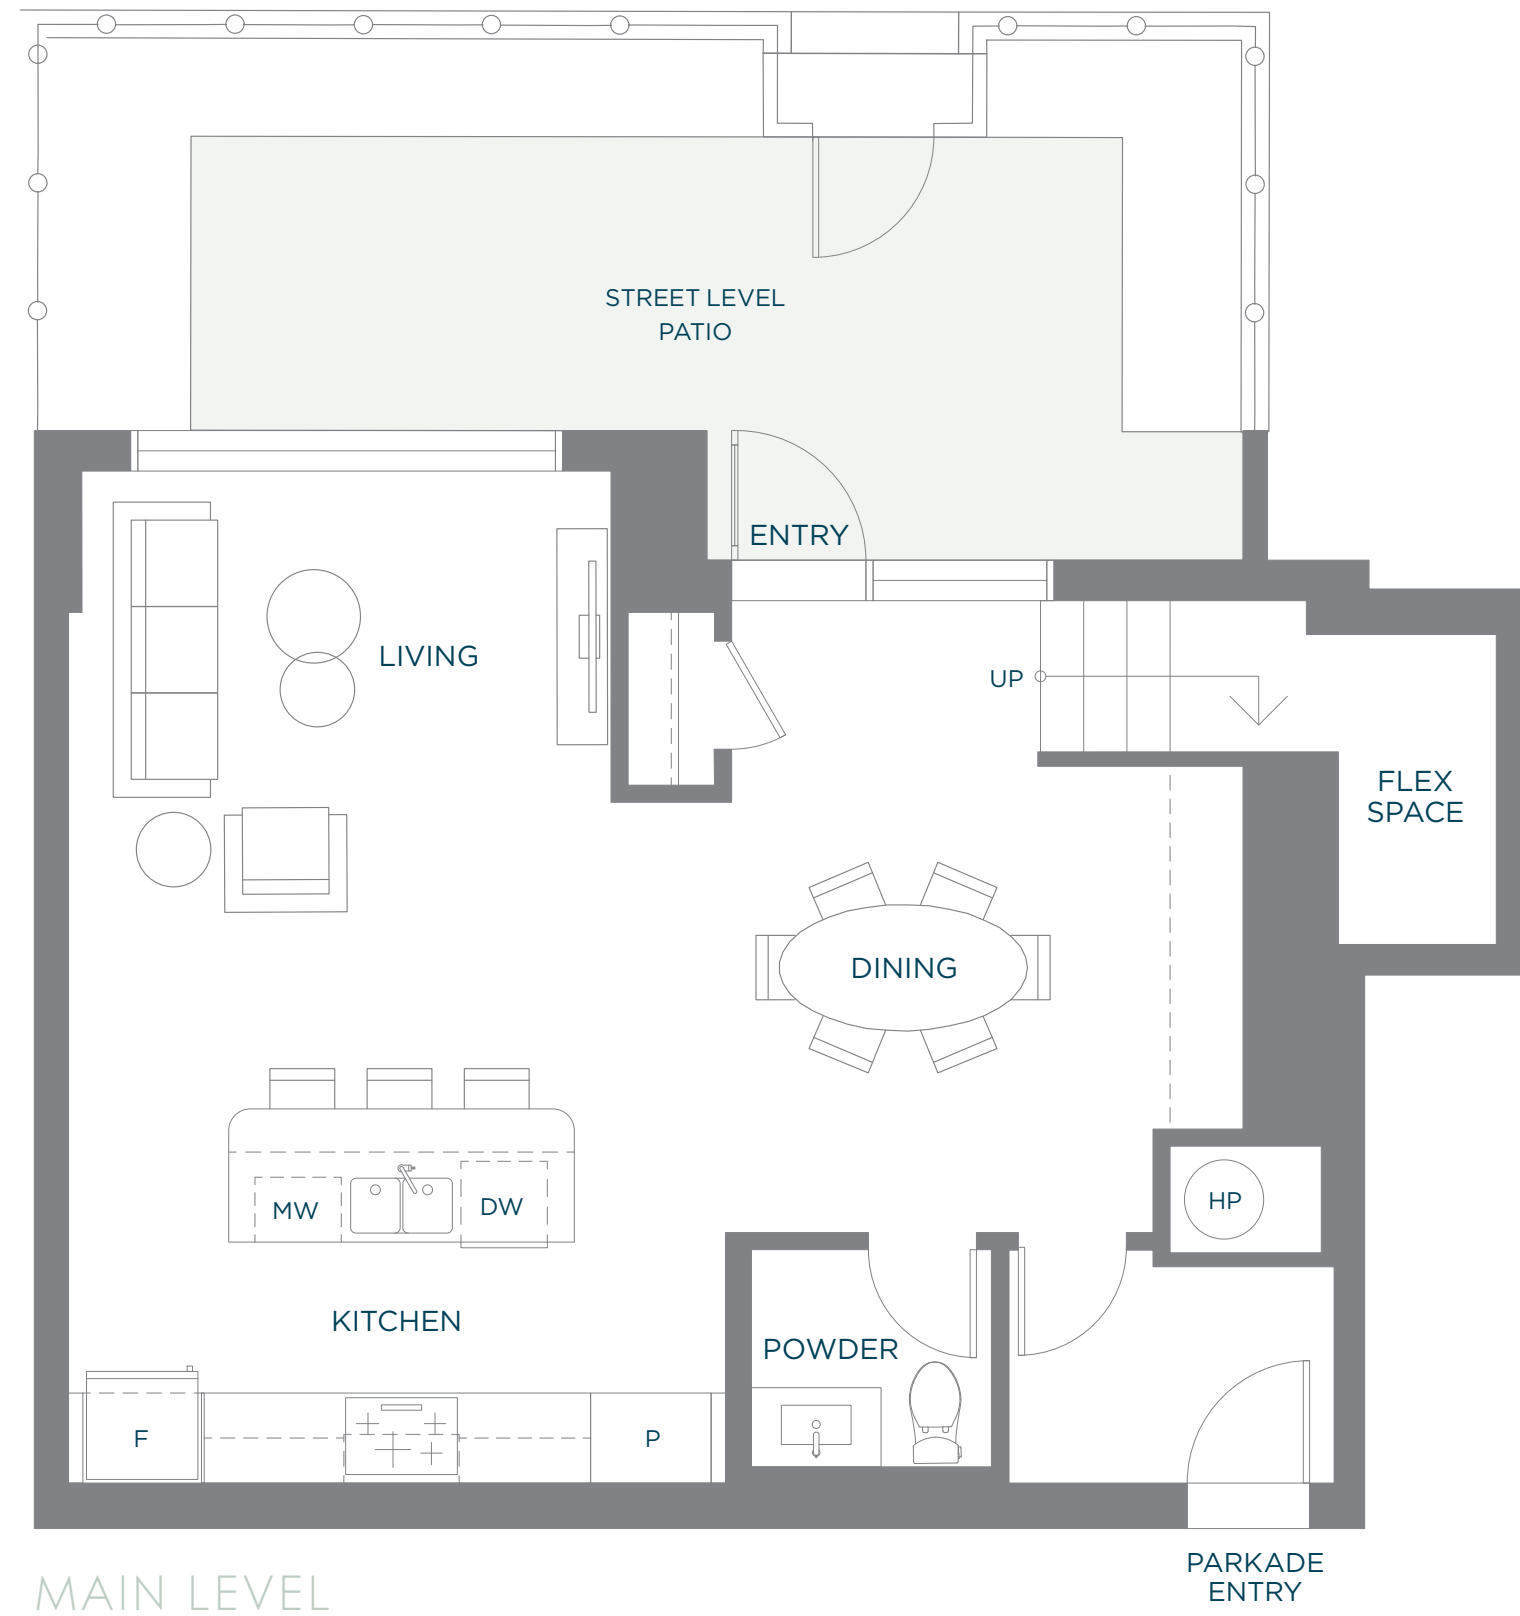 STREET LEVEL
PATIO
ENTRY
LIVING
UP
FLEX
SPACE
DINING
MW
DW
HP
KITCHEN
POWDER
F
P
PARKADE
ENTRY
MAIN LEVEL